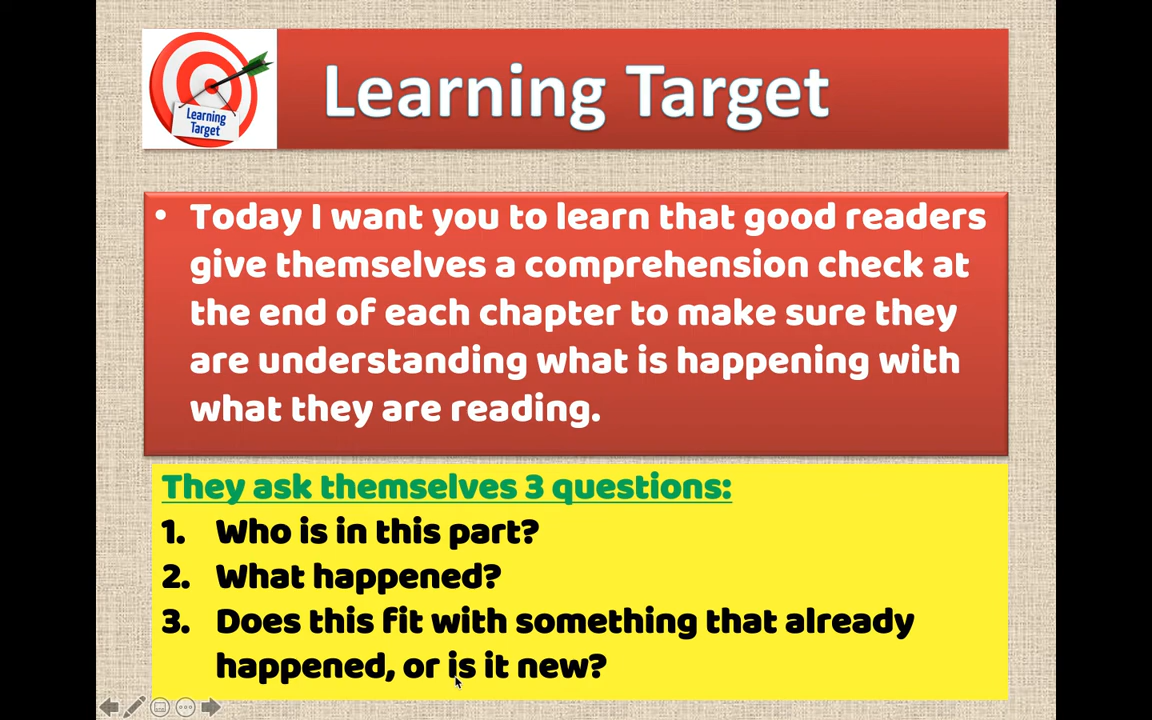 Learning
Target
Learning Target
• Today I want you to learn that good readers
give themselves a comprehension check at
the end of each chapter to make sure they
are understanding what is happening with
what they are reading.
They ask themselves 3 questions:
1. Who is in this part?
2. What happened?
3. Does this fit with something that already
happened, or is it new?